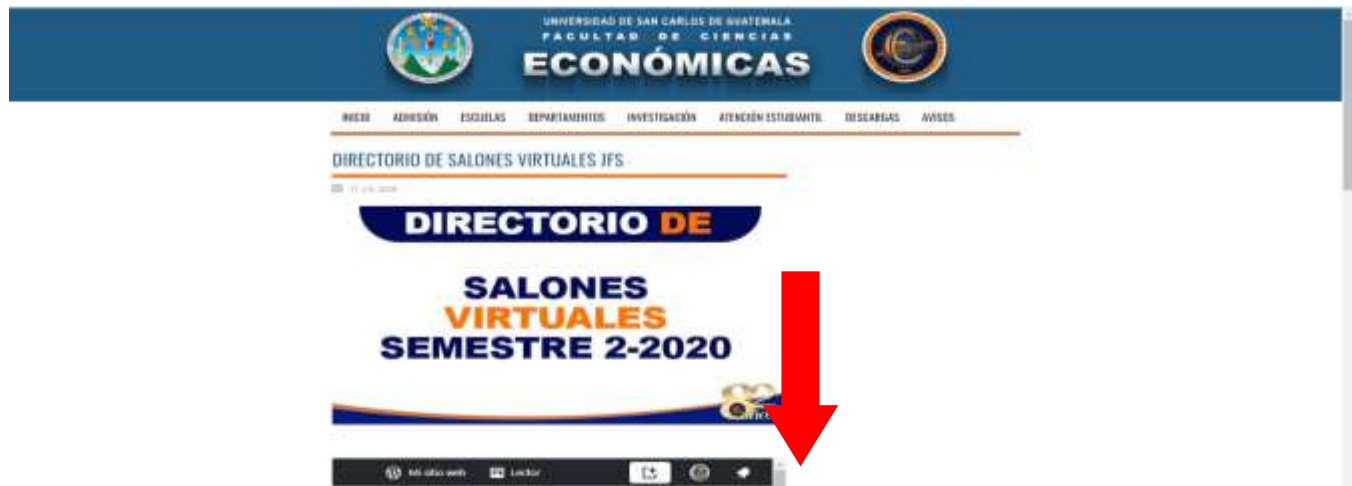 UNIVERSIDAD DE SAN CARLOS DE GUATEMALA
FACULTAD DE CIENCIAS
ECONÓMICAS
INICIO ADMISIÓN ESCUELAS DEPARTAMENTOS INVESTIGACIÓN ATENCIÓN ESTUDIANTIL DESCARGAS AVISOS
DIRECTORIO DE SALONES VIRTUALES JFS
DIRECTORIO DE
SALONES
VIRTUALES
SEMESTRE 2-2020
Mi sitio web Lector